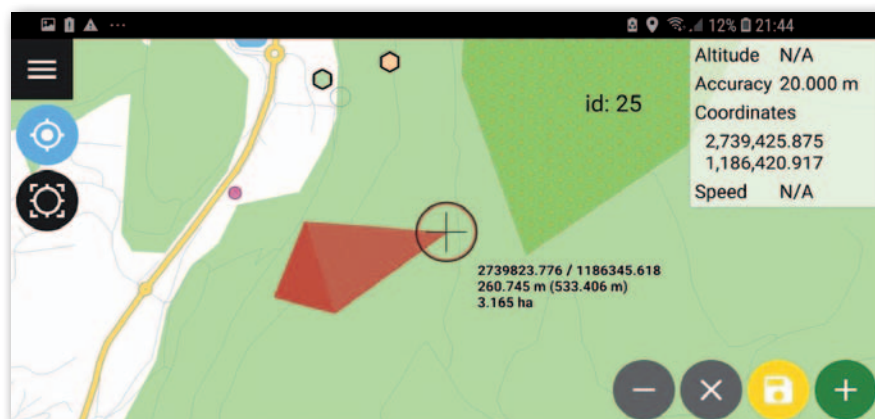 12% 21:44
Altitude N/A
Accuracy 20.000 m
Coordinates
2,739,425.875
1,186,420.917
Speed N/A
id: 25
2739823.776 / 1186345.618
260.745 m (533.406 m)
3.165 ha